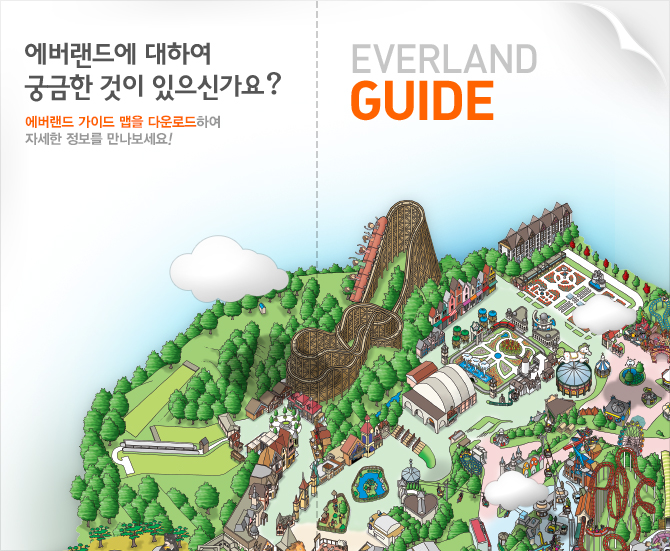 에버랜드에 대하여
궁금한 것이 있으신가요?
에버랜드 가이드 맵을 다운로드하여
자세한 정보를 만나보세요!
EVERLAND
GUIDE